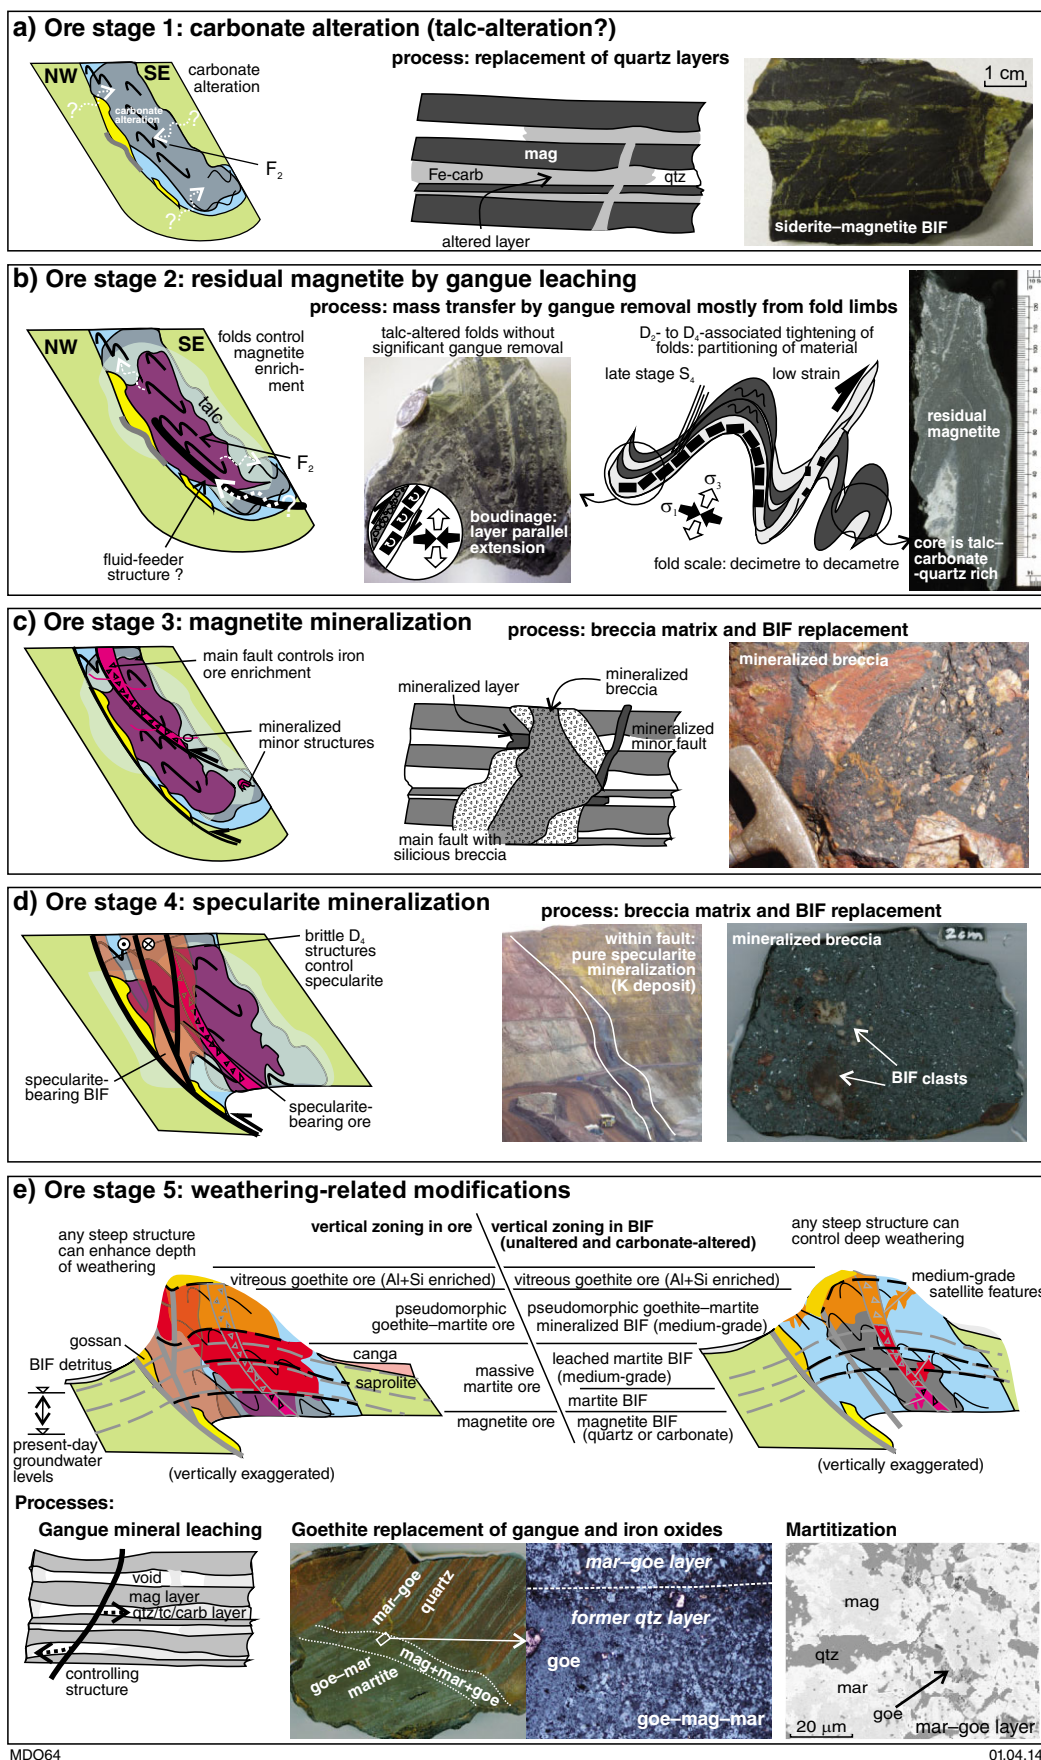 a) Ore stage 1: carbonate alteration (talc-alteration?)
NW
SE
carbonate
alteration
carbonate
alteration
?
?
?
F2
process: replacement of quartz layers
mag
Fe-carb
qtz
altered layer
1 cm
siderite–magnetite BIF
b) Ore stage 2: residual magnetite by gangue leaching
process: mass transfer by gangue removal mostly from fold limbs
NW
SE
folds control
magnetite
enrich-
ment
talc
F2
?
fluid-feeder
structure ?
talc-altered folds without
significant gangue removal
boudinage:
layer parallel
extension
D2- to D4-associated tightening of
folds: partitioning of material
late stage S4
low strain
σ3
σ1
fold scale: decimetre to decametre
residual
magnetite
core is talc–
carbonate
-quartz rich
c) Ore stage 3: magnetite mineralization
process: breccia matrix and BIF replacement
main fault controls iron
ore enrichment
mineralized
minor structures
mineralized layer
mineralized
breccia
mineralized
minor fault
main fault with
silicious breccia
mineralized breccia
d) Ore stage 4: specularite mineralization
process: breccia matrix and BIF replacement
brittle D4
structures
control
specularite
specularite-
bearing BIF
specularite-
bearing ore
within fault:
pure specularite
mineralization
(K deposit)
mineralized breccia
2cm
BIF clasts
e) Ore stage 5: weathering-related modifications
any steep structure
can enhance depth
of weathering
vertical zoning in ore
vertical zoning in BIF
(unaltered and carbonate-altered)
any steep structure can
control deep weathering
vitreous goethite ore (Al+Si enriched)
vitreous goethite ore (Al+Si enriched)
medium-grade
satellite features
pseudomorphic
goethite–martite ore
pseudomorphic goethite–martite
mineralized BIF (medium-grade)
gossan
BIF detritus
canga
saprolite
massive
martite ore
leached martite BIF
(medium-grade)
martite BIF
magnetite ore
magnetite BIF
(quartz or carbonate)
present-day
groundwater
levels
(vertically exaggerated)
(vertically exaggerated)
Processes:
Gangue mineral leaching
void
mag layer
qtz/tc/carb layer
controlling
structure
Goethite replacement of gangue and iron oxides
mar–goe
quartz
mag+mar+goe
goe–mar
martite
mar–goe layer
former qtz layer
goe
goe–mag–mar
Martitization
mag
qtz
mar
goe
20 µm
mar–goe layer
MDO64
01.04.14